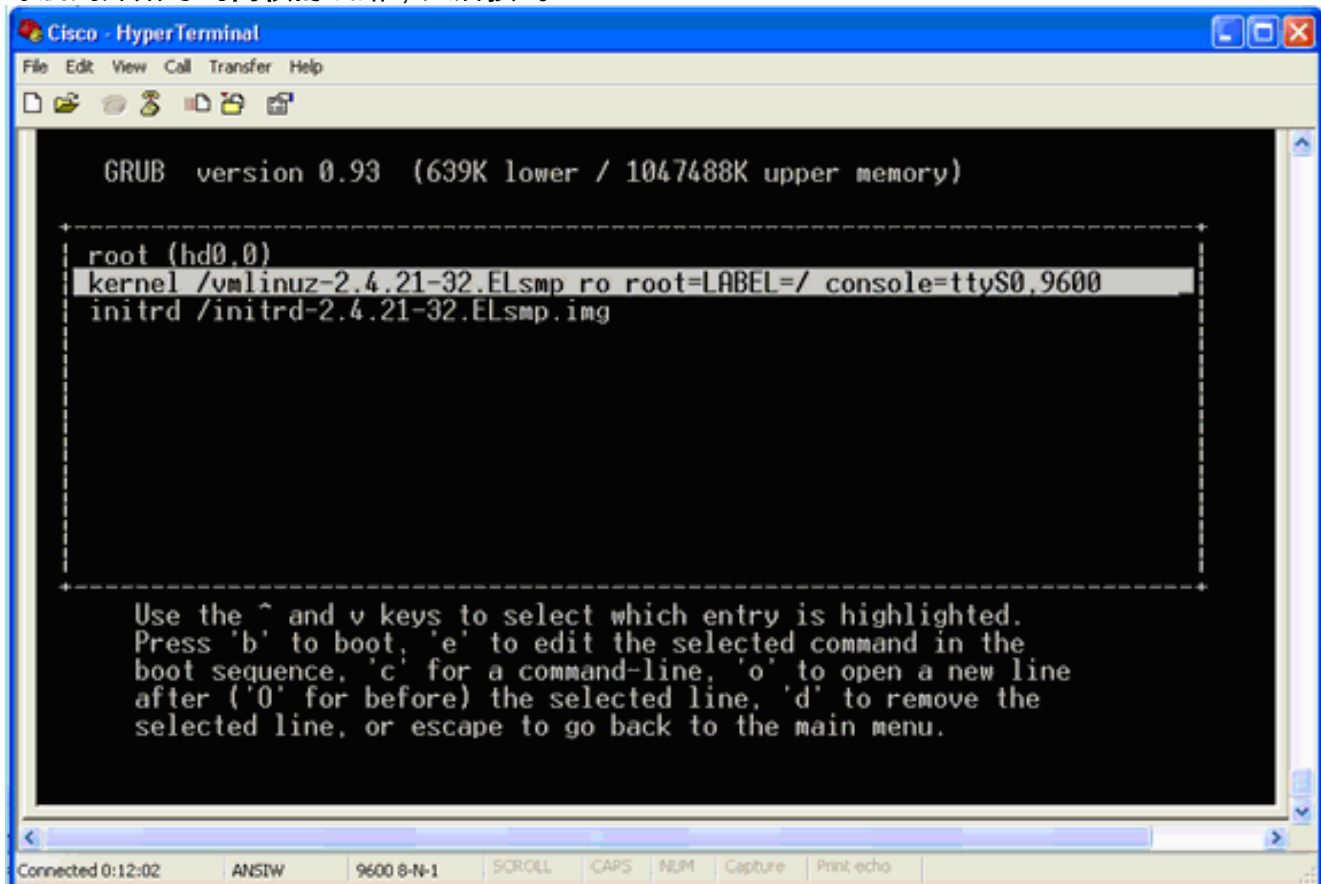 Cisco - HyperTerminal
File Edit View Call Transfer Help
GRUB version 0.93 (639K lower / 1047488K upper memory)
root (hd0,0)
kernel /vmlinuz-2.4.21-32.ELsmp ro root=LABEL=/ console=ttyS0,9600
initrd /initrd-2.4.21-32.ELsmp.img
Use the ^ and v keys to select which entry is highlighted.
Press 'b' to boot, 'e' to edit the selected command in the
boot sequence, 'c' for a command-line, 'o' to open a new line
after ('O' for before) the selected line, 'd' to remove the
selected line, or escape to go back to the main menu.
Connected 0:12:02 ANSIW 9600 8-N-1 SCROLL CAPS NUM Capture Print echo